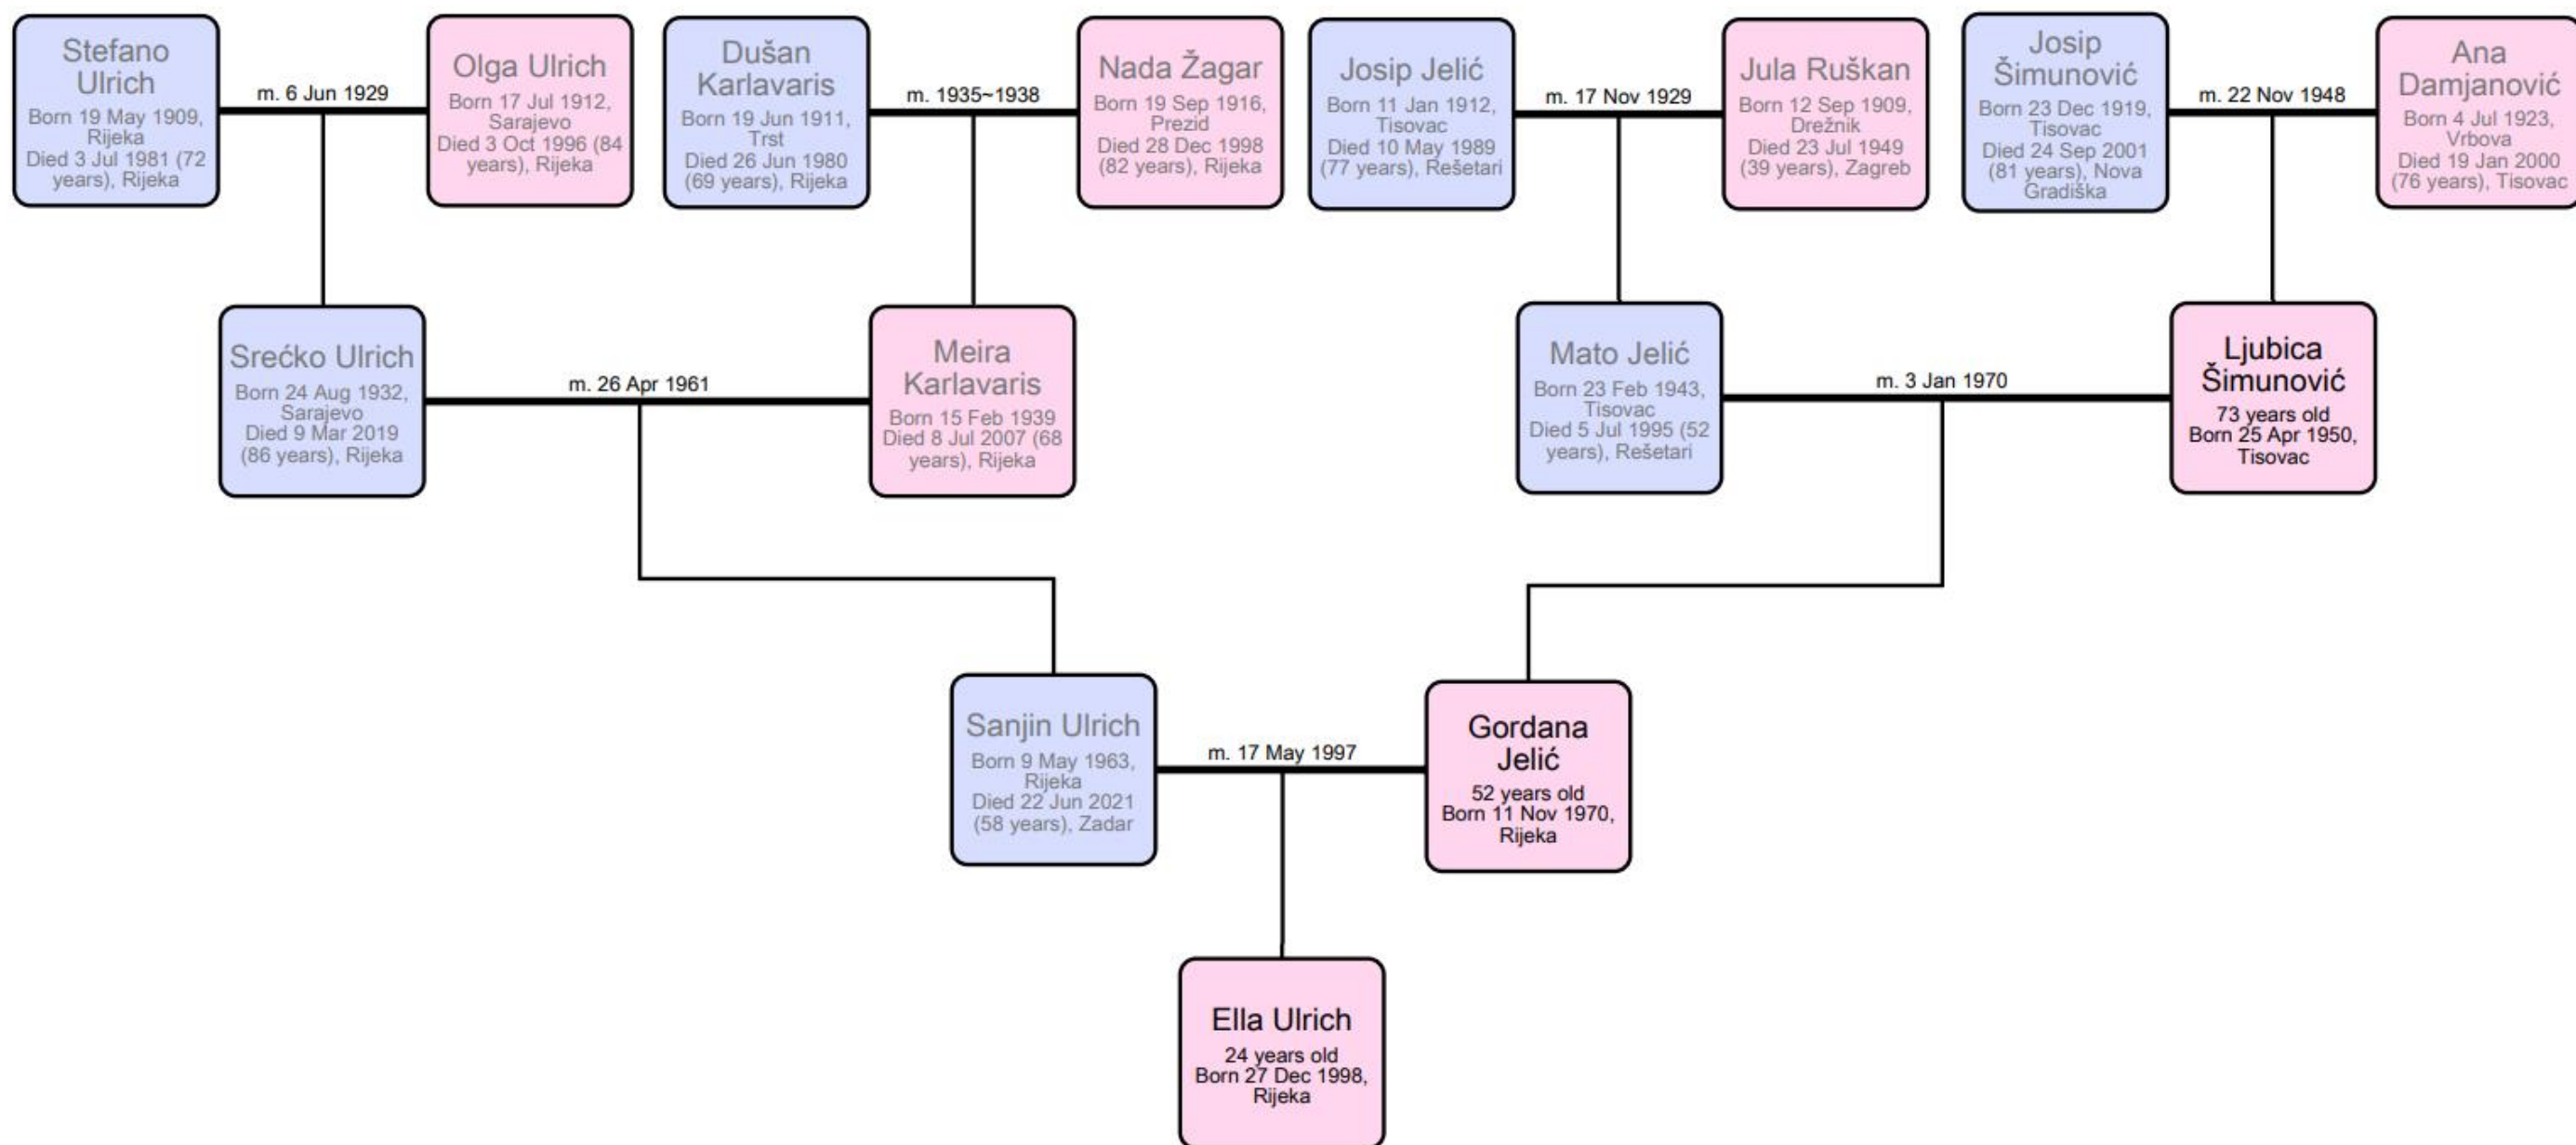 Stefano
Ulrich
Born 19 May 1909,
Rijeka
Died 3 Jul 1981 (72
years), Rijeka
m. 6 Jun 1929
Olga Ulrich
Born 17 Jul 1912,
Sarajevo
Died 3 Oct 1996 (84
years), Rijeka
Dušan
Karlavaris
Born 19 Jun 1911,
Trst
Died 26 Jun 1980
(69 years), Rijeka
m. 1935~1938
Nada Žagar
Born 19 Sep 1916,
Prezid
Died 28 Dec 1998
(82 years), Rijeka
Josip Jelić
Born 11 Jan 1912,
Tisovac
Died 10 May 1989
(77 years), Rešetari
m. 17 Nov 1929
Jula Ruškan
Born 12 Sep 1909,
Drežnik
Died 23 Jul 1949
(39 years), Zagreb
Josip
Šimunović
Born 23 Dec 1919,
Tisovac
Died 24 Sep 2001
(81 years), Nova
Gradiška
m. 22 Nov 1948
Ana
Damjanović
Born 4 Jul 1923,
Vrbova
Died 19 Jan 2000
(76 years), Tisovac
Srećko Ulrich
Born 24 Aug 1932,
Sarajevo
Died 9 Mar 2019
(86 years), Rijeka
m. 26 Apr 1961
Meira
Karlavaris
Born 15 Feb 1939
Died 8 Jul 2007 (68
years), Rijeka
Mato Jelić
Born 23 Feb 1943,
Tisovac
Died 5 Jul 1995 (52
years), Rešetari
m. 3 Jan 1970
Ljubica
Šimunović
73 years old
Born 25 Apr 1950,
Tisovac
Sanjin Ulrich
Born 9 May 1963,
Rijeka
Died 22 Jun 2021
(58 years), Zadar
m. 17 May 1997
Gordana
Jelić
52 years old
Born 11 Nov 1970,
Rijeka
Ella Ulrich
24 years old
Born 27 Dec 1998,
Rijeka